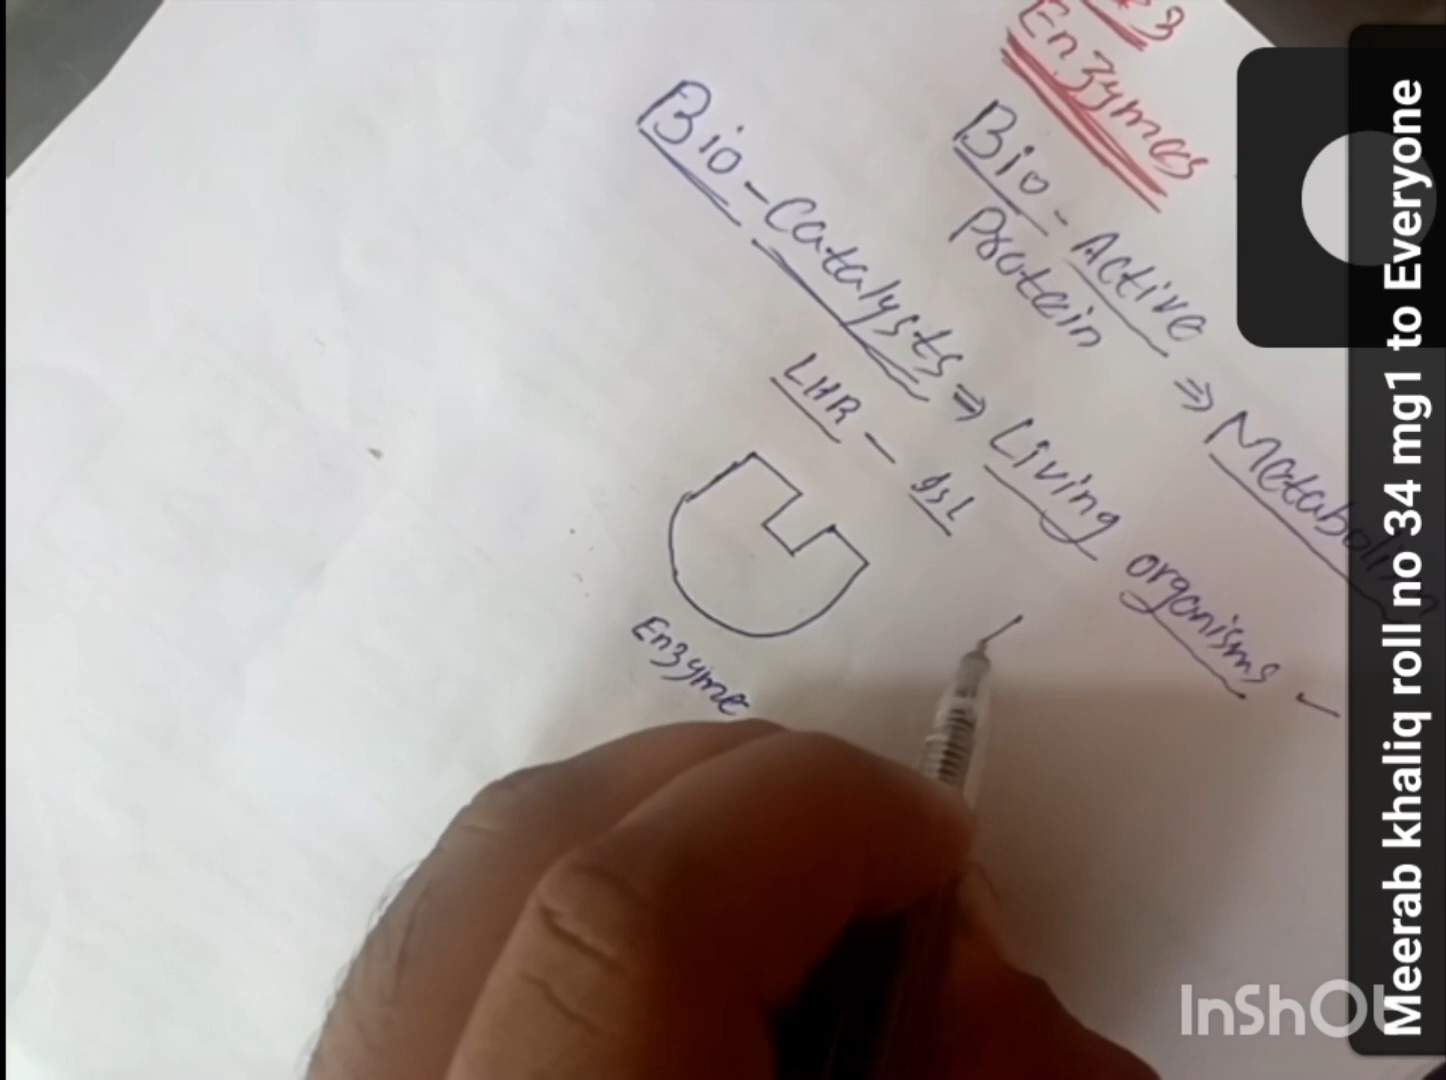 3
Enzymes
Bio-Active => Metabolism
Protein
Bio-Catalysts => Living organisms -
LHR - Isl
Enzyme
Meerab khaliq roll no 34 mg1 to Everyone
InShOt